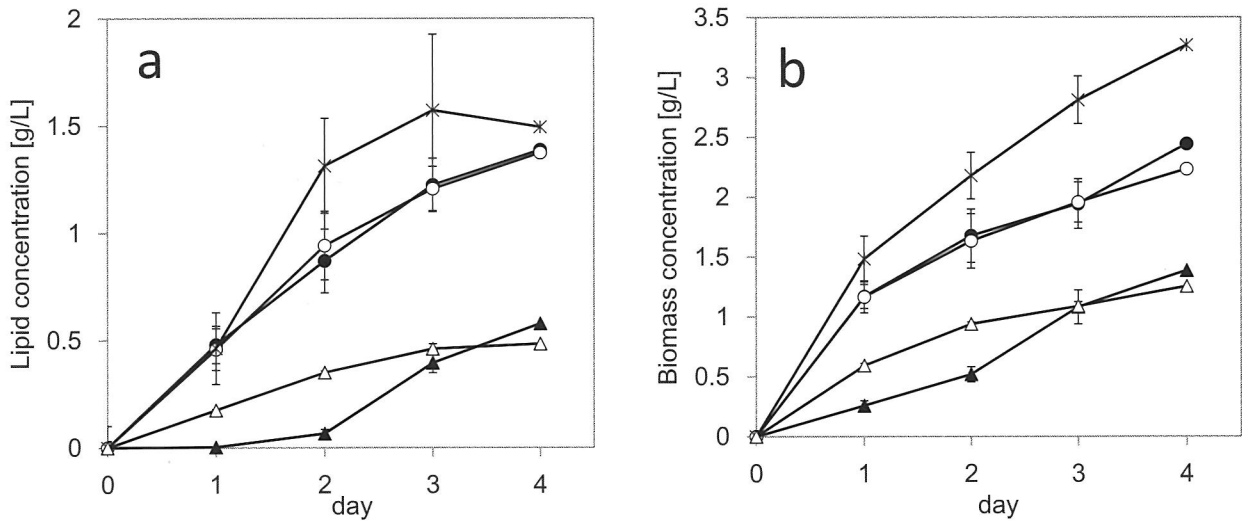 a
Lipid concentration [g/L]
2
1.5
1
0.5
0
0 1 2 3 4
day
b
Biomass concentration [g/L]
3.5
3
2.5
2
1.5
1
0.5
0
0 1 2 3 4
day